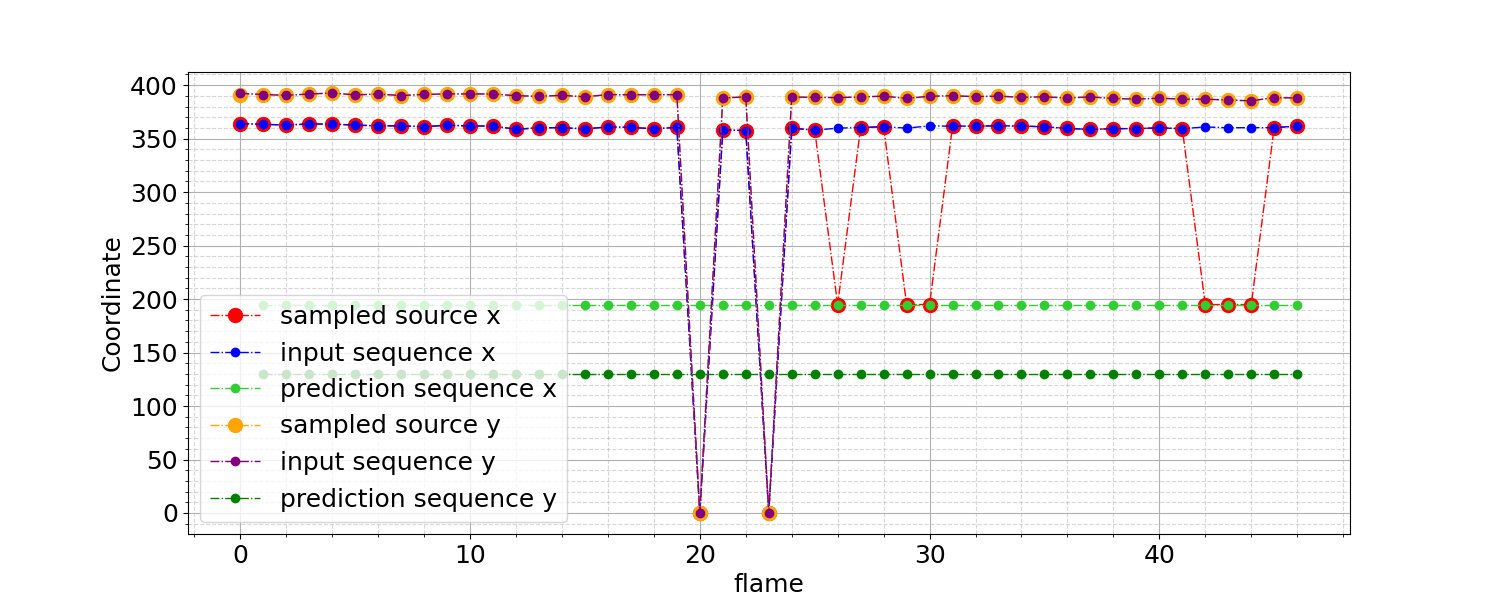 400
350
300
250
200
150
100
50
0
Coordinate
sampled source x
input sequence x
prediction sequence x
sampled source y
input sequence y
prediction sequence y
0 10 20 30 40
flame